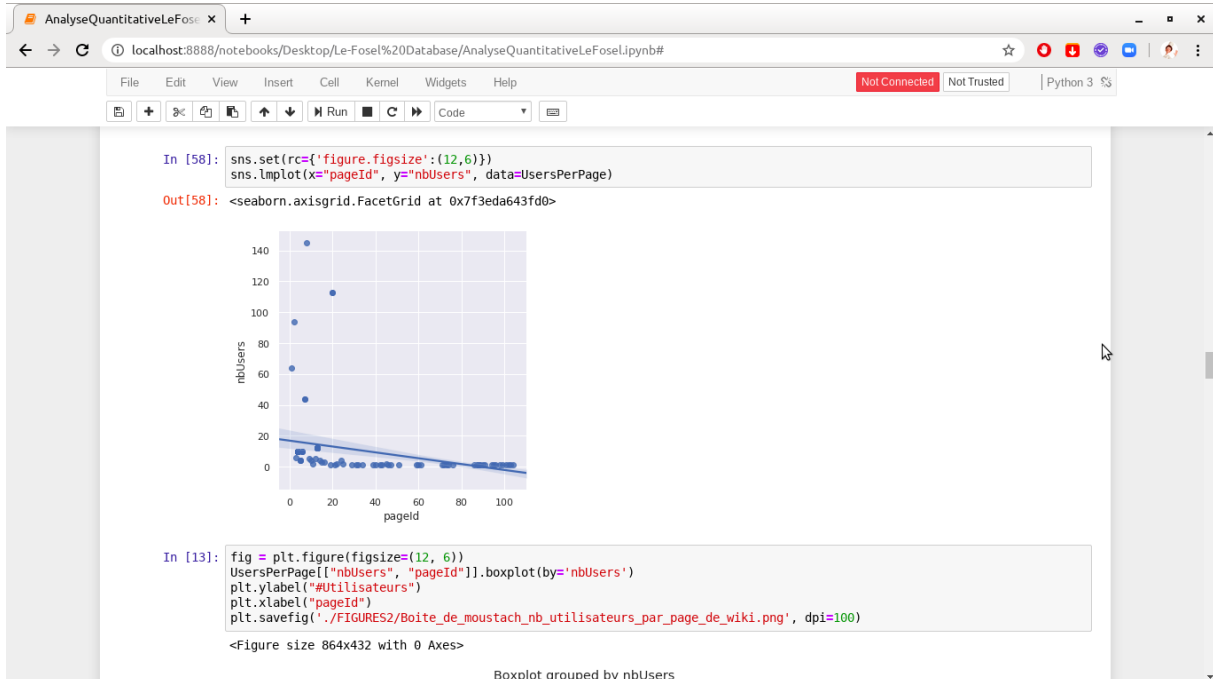 AnalyseQuantitativeLeFose
localhost:8888/notebooks/Desktop/Le-Fosel%20Database/AnalyseQuantitativeLeFosel.ipynb#
File Edit View Insert Cell Kernel Widgets Help Not Connected Not Trusted Python 3
Run Code
In [58]: sns.set(rc={'figure.figsize':(12,6)})
sns.lmplot(x="pageId", y="nbUsers", data=UsersPerPage)
Out[58]: <seaborn.axisgrid.FacetGrid at 0x7f3eda643fd0>
140
120
100
80
60
40
20
0
nbUsers
0 20 40 60 80 100
pageId
In [13]: fig = plt.figure(figsize=(12, 6))
UsersPerPage[["nbUsers", "pageId"]].boxplot(by='nbUsers')
plt.ylabel("#Utilisateurs")
plt.xlabel("pageId")
plt.savefig('./FIGURES2/Boite_de_moustach_nb_utilisateurs_par_page_de_wiki.png', dpi=100)
<Figure size 864x432 with 0 Axes>
Boxplot grouped by nbUsers